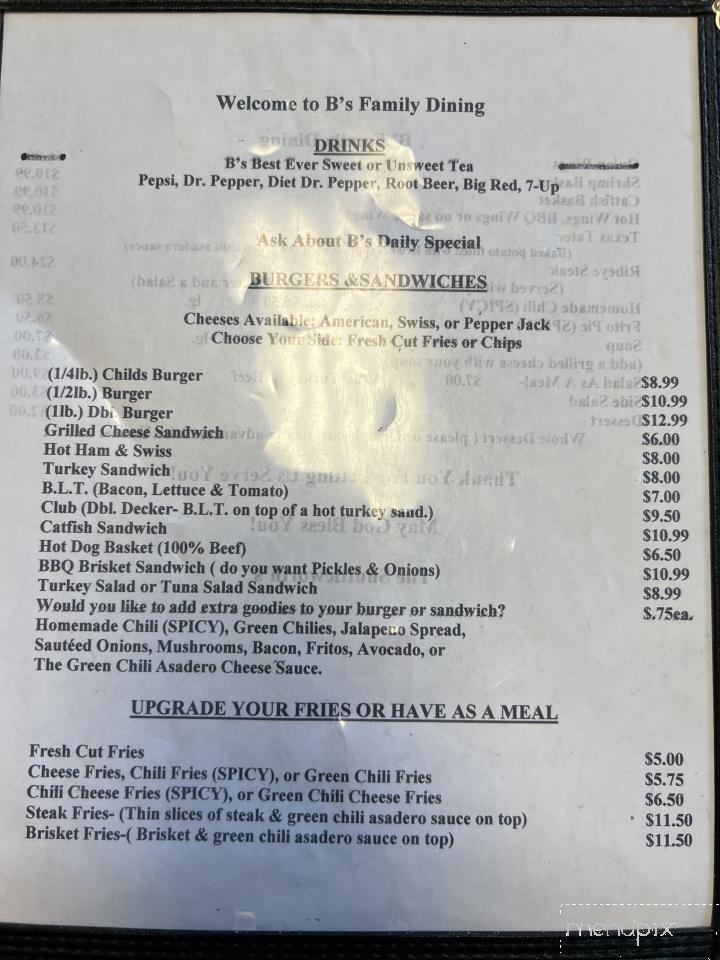 Welcome to B's Family Dining
DRINKS
B's Best Ever Sweet or Unsweet Tea
Pepsi, Dr. Pepper, Diet Dr. Pepper, Root Beer, Big Red, 7-Up
Ask About B's Daily Special
BURGERS &SANDWICHES
Cheeses Available: American, Swiss, or Pepper Jack
Choose Your Side: Fresh Cut Fries or Chips
(1/4lb.) Childs Burger $8.99
(1/2lb.) Burger $10.99
(1lb.) Dbl. Burger $12.99
Grilled Cheese Sandwich $6.00
Hot Ham & Swiss $8.00
Turkey Sandwich $8.00
B.L.T. (Bacon, Lettuce & Tomato) $7.00
Club (Dbl. Decker- B.L.T. on top of a hot turkey sand.) $9.50
Catfish Sandwich $10.99
Hot Dog Basket (100% Beef) $6.50
BBQ Brisket Sandwich ( do you want Pickles & Onions) $10.99
Turkey Salad or Tuna Salad Sandwich $8.99
Would you like to add extra goodies to your burger or sandwich? $.75ea.
Homemade Chili (SPICY), Green Chilies, Jalapeno Spread,
Sautéed Onions, Mushrooms, Bacon, Fritos, Avocado, or
The Green Chili Asadero Cheese Sauce.
UPGRADE YOUR FRIES OR HAVE AS A MEAL
Fresh Cut Fries $5.00
Cheese Fries, Chili Fries (SPICY), or Green Chili Fries $5.75
Chili Cheese Fries (SPICY), or Green Chili Cheese Fries $6.50
Steak Fries- (Thin slices of steak & green chili asadero sauce on top) $11.50
Brisket Fries-( Brisket & green chili asadero sauce on top) $11.50
menupix